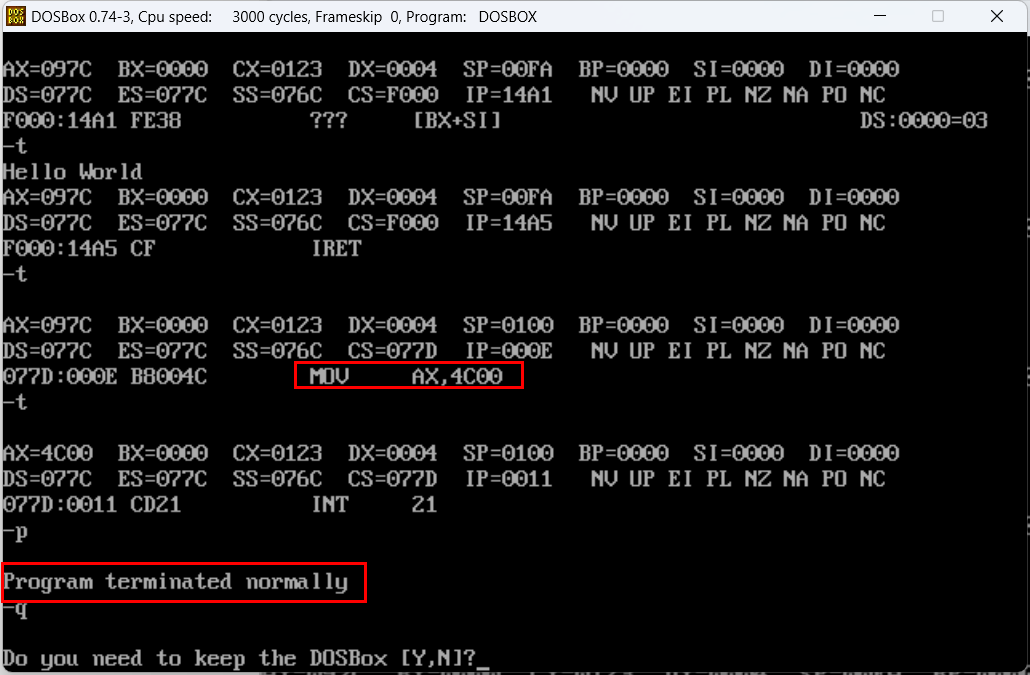 DOSBox 0.74-3, Cpu speed: 3000 cycles, Frameskip 0, Program: DOSBOX
AX=097C BX=0000 CX=0123 DX=0004 SP=00FA BP=0000 SI=0000 DI=0000
DS=077C ES=077C SS=076C CS=F000 IP=14A1 NV UP EI PL NZ NA PO NC
F000:14A1 FE38 ??? [BX+SI] DS:0000=03
-t
Hello World
AX=097C BX=0000 CX=0123 DX=0004 SP=00FA BP=0000 SI=0000 DI=0000
DS=077C ES=077C SS=076C CS=F000 IP=14A5 NV UP EI PL NZ NA PO NC
F000:14A5 CF IRET
-t
AX=097C BX=0000 CX=0123 DX=0004 SP=0100 BP=0000 SI=0000 DI=0000
DS=077C ES=077C SS=076C CS=077D IP=000E NV UP EI PL NZ NA PO NC
077D:000E B8004C MOV AX,4C00
-t
AX=4C00 BX=0000 CX=0123 DX=0004 SP=0100 BP=0000 SI=0000 DI=0000
DS=077C ES=077C SS=076C CS=077D IP=0011 NV UP EI PL NZ NA PO NC
077D:0011 CD21 INT 21
-p
Program terminated normally
-q
Do you need to keep the DOSBox [Y,N]?_